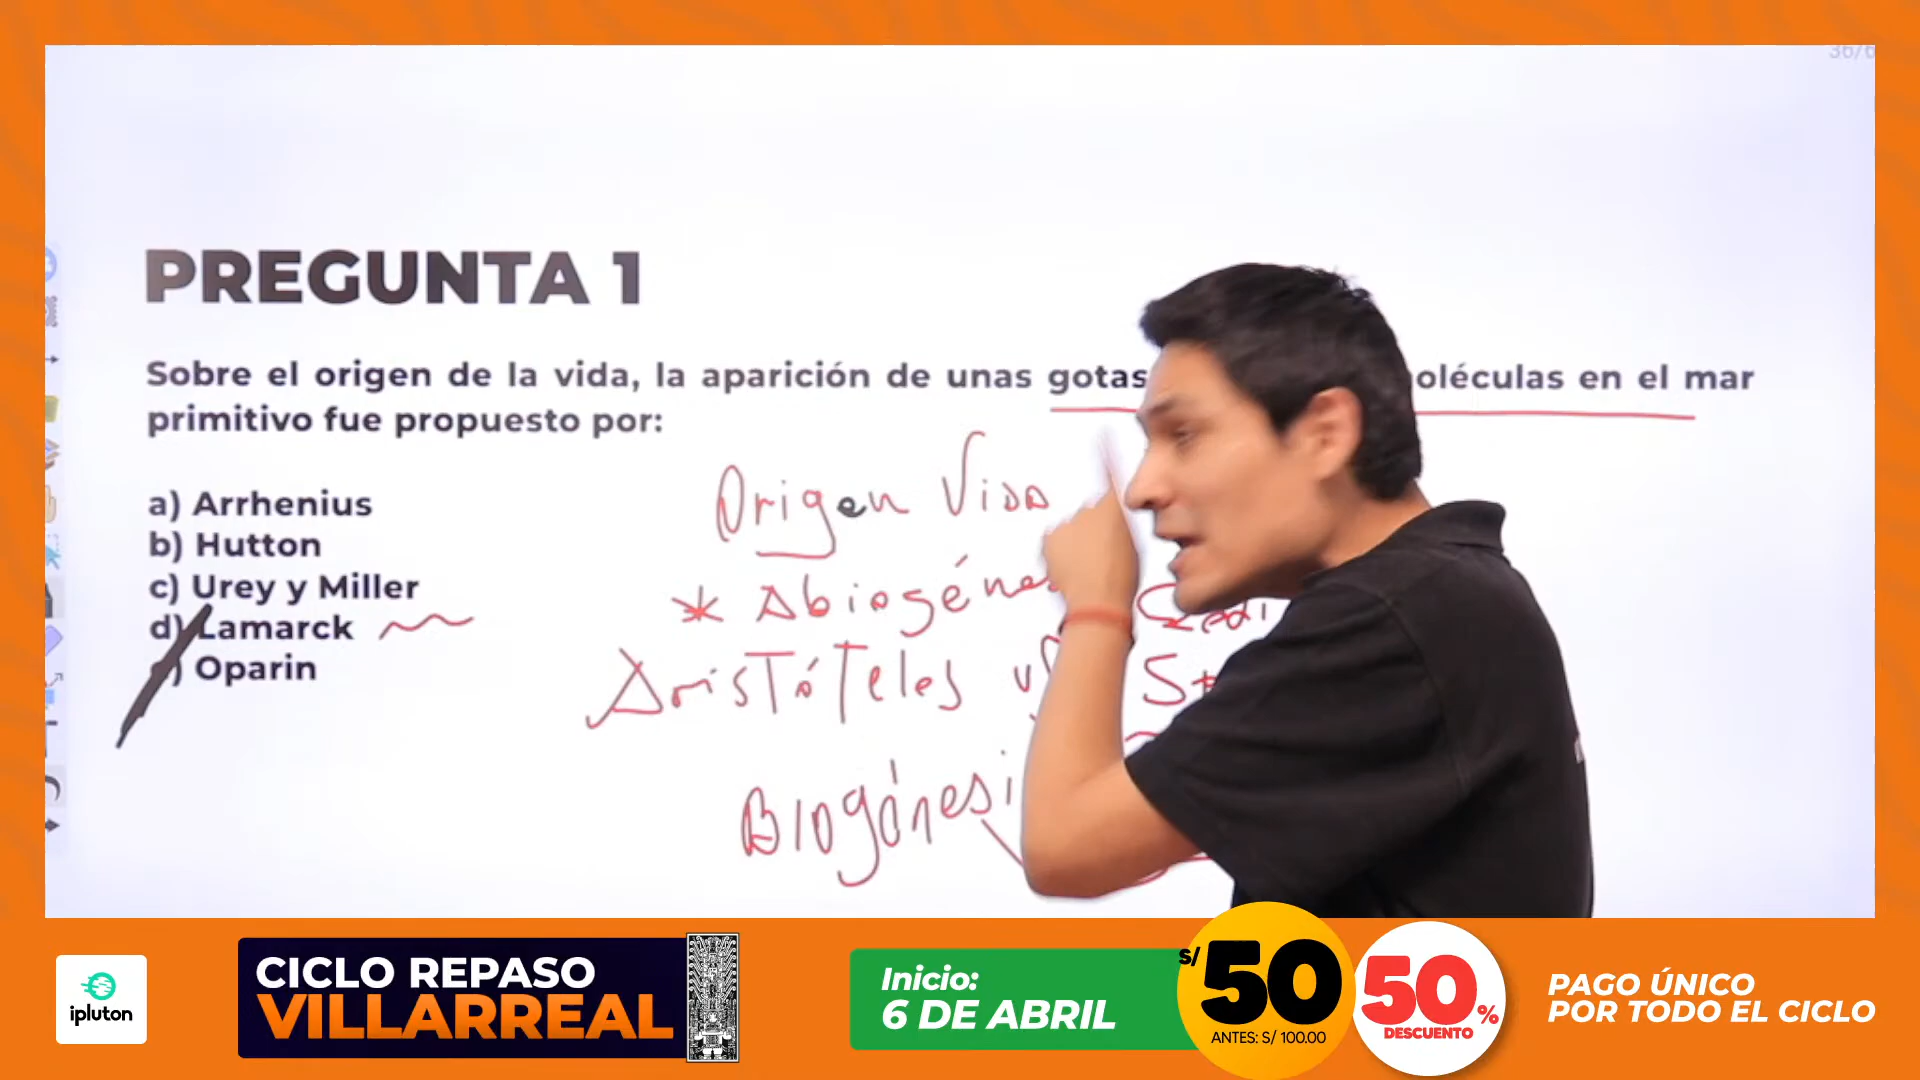 PREGUNTA 1
Sobre el origen de la vida, la aparición de unas gotas oléculas en el mar
primitivo fue propuesto por:
a) Arrhenius
b) Hutton
c) Urey y Miller
d) Lamarck
) Oparin
Origen Vida
* Abiogéne
Aristóteles
Biogénesi
ipluton
CICLO REPASO
VILLARREAL
Inicio:
6 DE ABRIL
S/ 50
ANTES: S/ 100.00
50%
DESCUENTO
PAGO ÚNICO
POR TODO EL CICLO